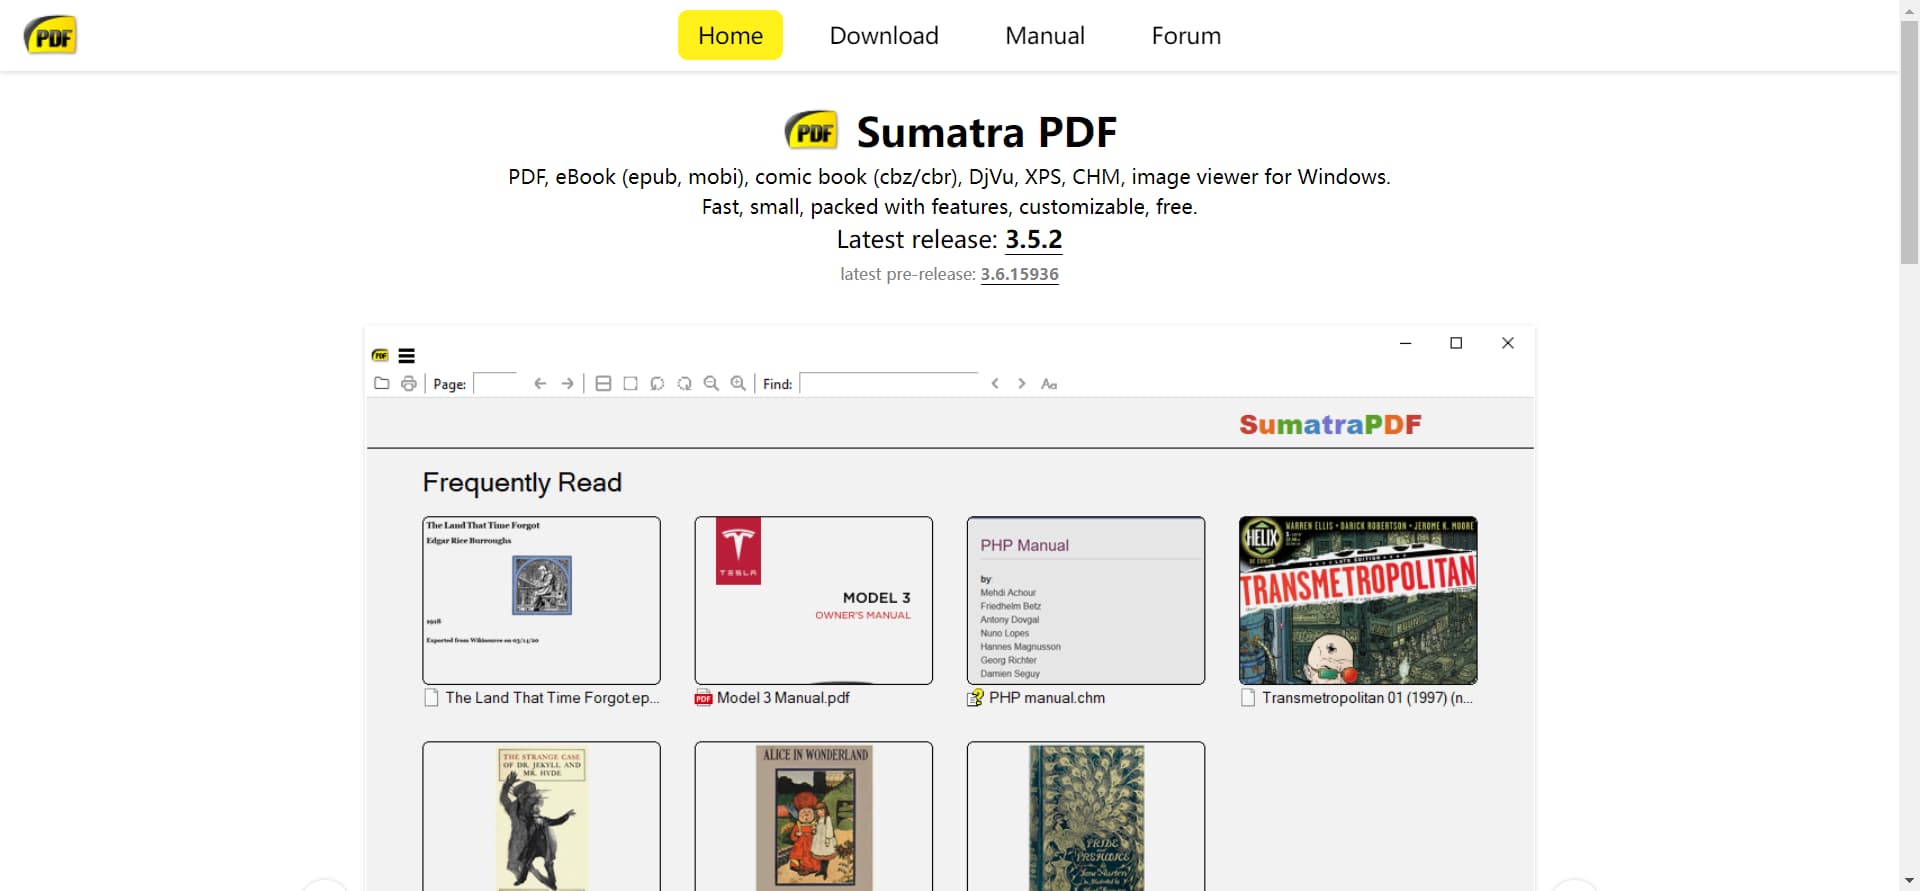 PDF
Home Download Manual Forum
PDF Sumatra PDF
PDF, eBook (epub, mobi), comic book (cbz/cbr), DjVu, XPS, CHM, image viewer for Windows.
Fast, small, packed with features, customizable, free.
Latest release: 3.5.2
latest pre-release: 3.6.15936
PDF
Page: Find: Aa
SumatraPDF
Frequently Read
The Land That Time Forgot
Edgar Rice Burroughs
1918
Exported from Wikisource on 03/14/20
The Land That Time Forgot.ep...
TESLA
MODEL 3
OWNER'S MANUAL
PDF Model 3 Manual.pdf
PHP Manual
by
Mehdi Achour
Friedhelm Betz
Antony Dovgal
Nuno Lopes
Hannes Magnusson
Georg Richter
Damien Seguy
PHP manual.chm
HELIX
DC COMICS
WARREN ELLIS • DARICK ROBERTSON • JEROME K. MOORE
TRANSMETROPOLITAN
Transmetropolitan 01 (1997) (n...
THE STRANGE CASE
OF DR. JEKYLL AND
MR. HYDE
ALICE IN WONDERLAND
PRIDE
and
PREJUDICE
by
Jane Austen